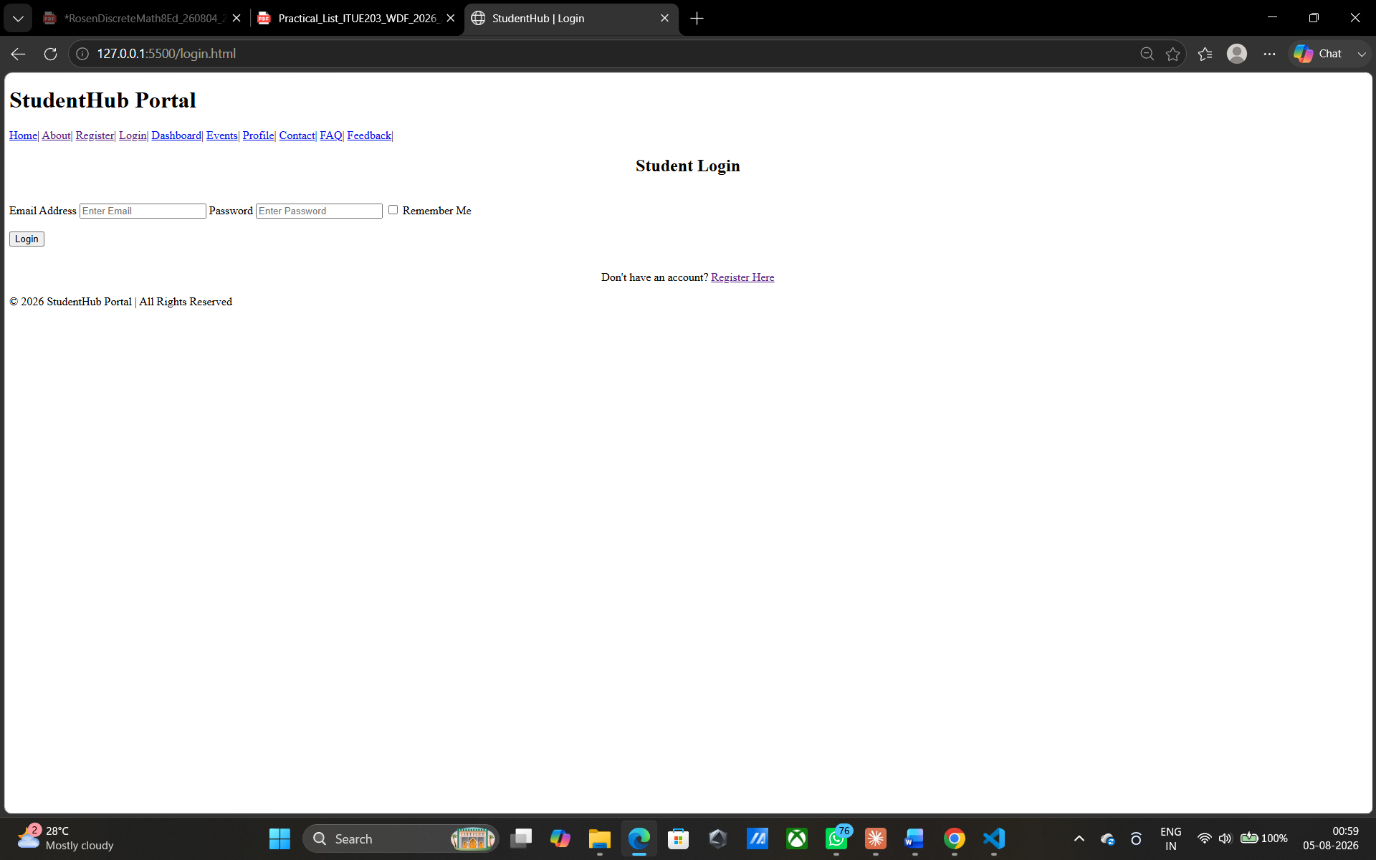 *RosenDiscreteMath8Ed_260804_
Practical_List_ITUE203_WDF_2026_
StudentHub | Login
127.0.0.1:5500/login.html
Chat
StudentHub Portal
Home| About| Register| Login| Dashboard| Events| Profile| Contact| FAQ| Feedback|
Student Login
Email Address Enter Email Password Enter Password Remember Me
Login
Don't have an account? Register Here
© 2026 StudentHub Portal | All Rights Reserved
2
28°C
Mostly cloudy
Search
76
ENG
IN
100%
00:59
05-08-2026